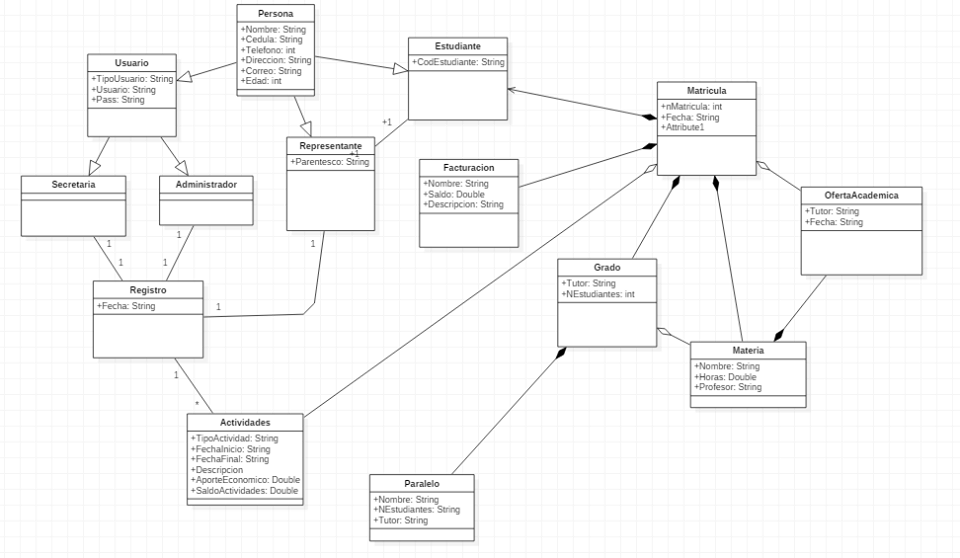 Persona
+Nombre: String
+Cedula: String
+Telefono: int
+Direccion: String
+Correo: String
+Edad: int
Usuario
+TipoUsuario: String
+Usuario: String
+Pass: String
Estudiante
+CodEstudiante: String
Matricula
+nMatricula: int
+Fecha: String
+Attribute1
+1
Representante
+1
+Parentesco: String
Facturacion
+Nombre: String
+Saldo: Double
+Descripcion: String
Secretaria
Administrador
OfertaAcademica
+Tutor: String
+Fecha: String
1
1
1
1
1
1
Registro
+Fecha: String
Grado
+Tutor: String
+NEstudiantes: int
Materia
+Nombre: String
+Horas: Double
+Profesor: String
1
*
Actividades
+TipoActividad: String
+FechaInicio: String
+FechaFinal: String
+Descripcion
+AporteEconomico: Double
+SaldoActividades: Double
Paralelo
+Nombre: String
+NEstudiantes: String
+Tutor: String